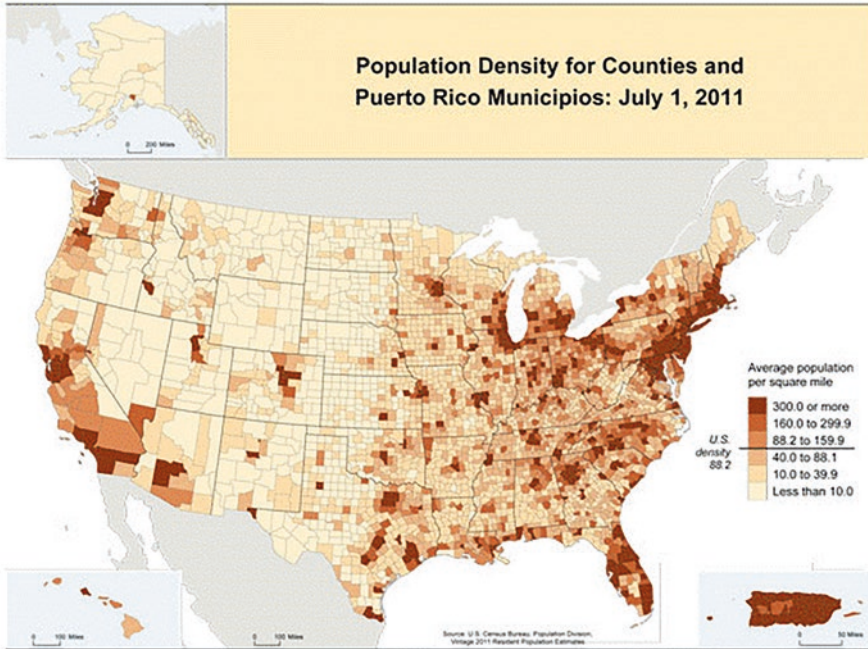 Population Density for Counties and
Puerto Rico Municipios: July 1, 2011
0 200 Miles
Average population
per square mile
300.0 or more
160.0 to 299.9
88.2 to 159.9
U.S.
density
88.2
40.0 to 88.1
10.0 to 39.9
Less than 10.0
0 100 Miles
0 100 Miles
Source: U.S. Census Bureau, Population Division,
Vintage 2011 Resident Population Estimates
0 50 Miles